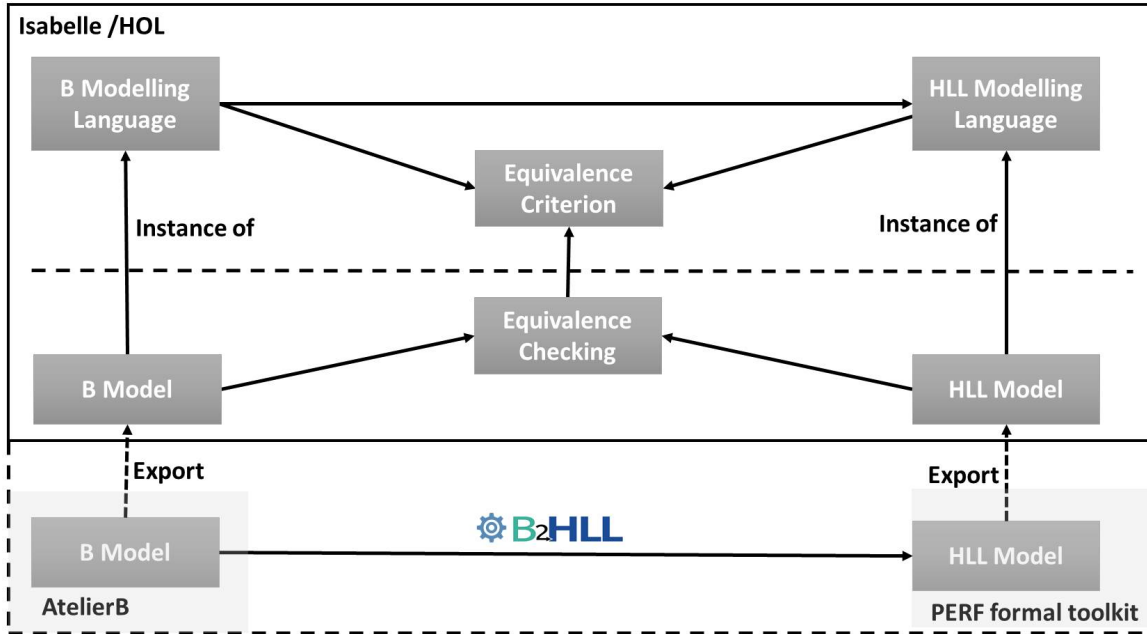 Isabelle /HOL
B Modelling
Language
HLL Modelling
Language
Equivalence
Criterion
Instance of
Instance of
Equivalence
Checking
B Model
HLL Model
Export
Export
B2HLL
B Model
HLL Model
AtelierB
PERF formal toolkit